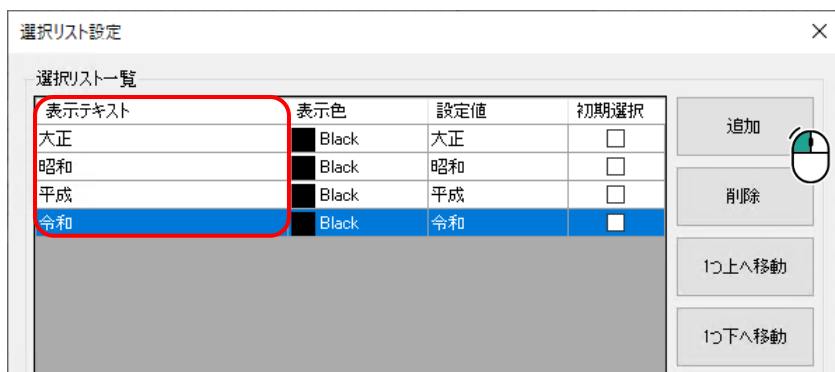 選択リスト設定
選択リスト一覧
表示テキスト 表示色 設定値 初期選択
大正 Black 大正
昭和 Black 昭和
平成 Black 平成
令和 Black 令和
追加
削除
1つ上へ移動
1つ下へ移動